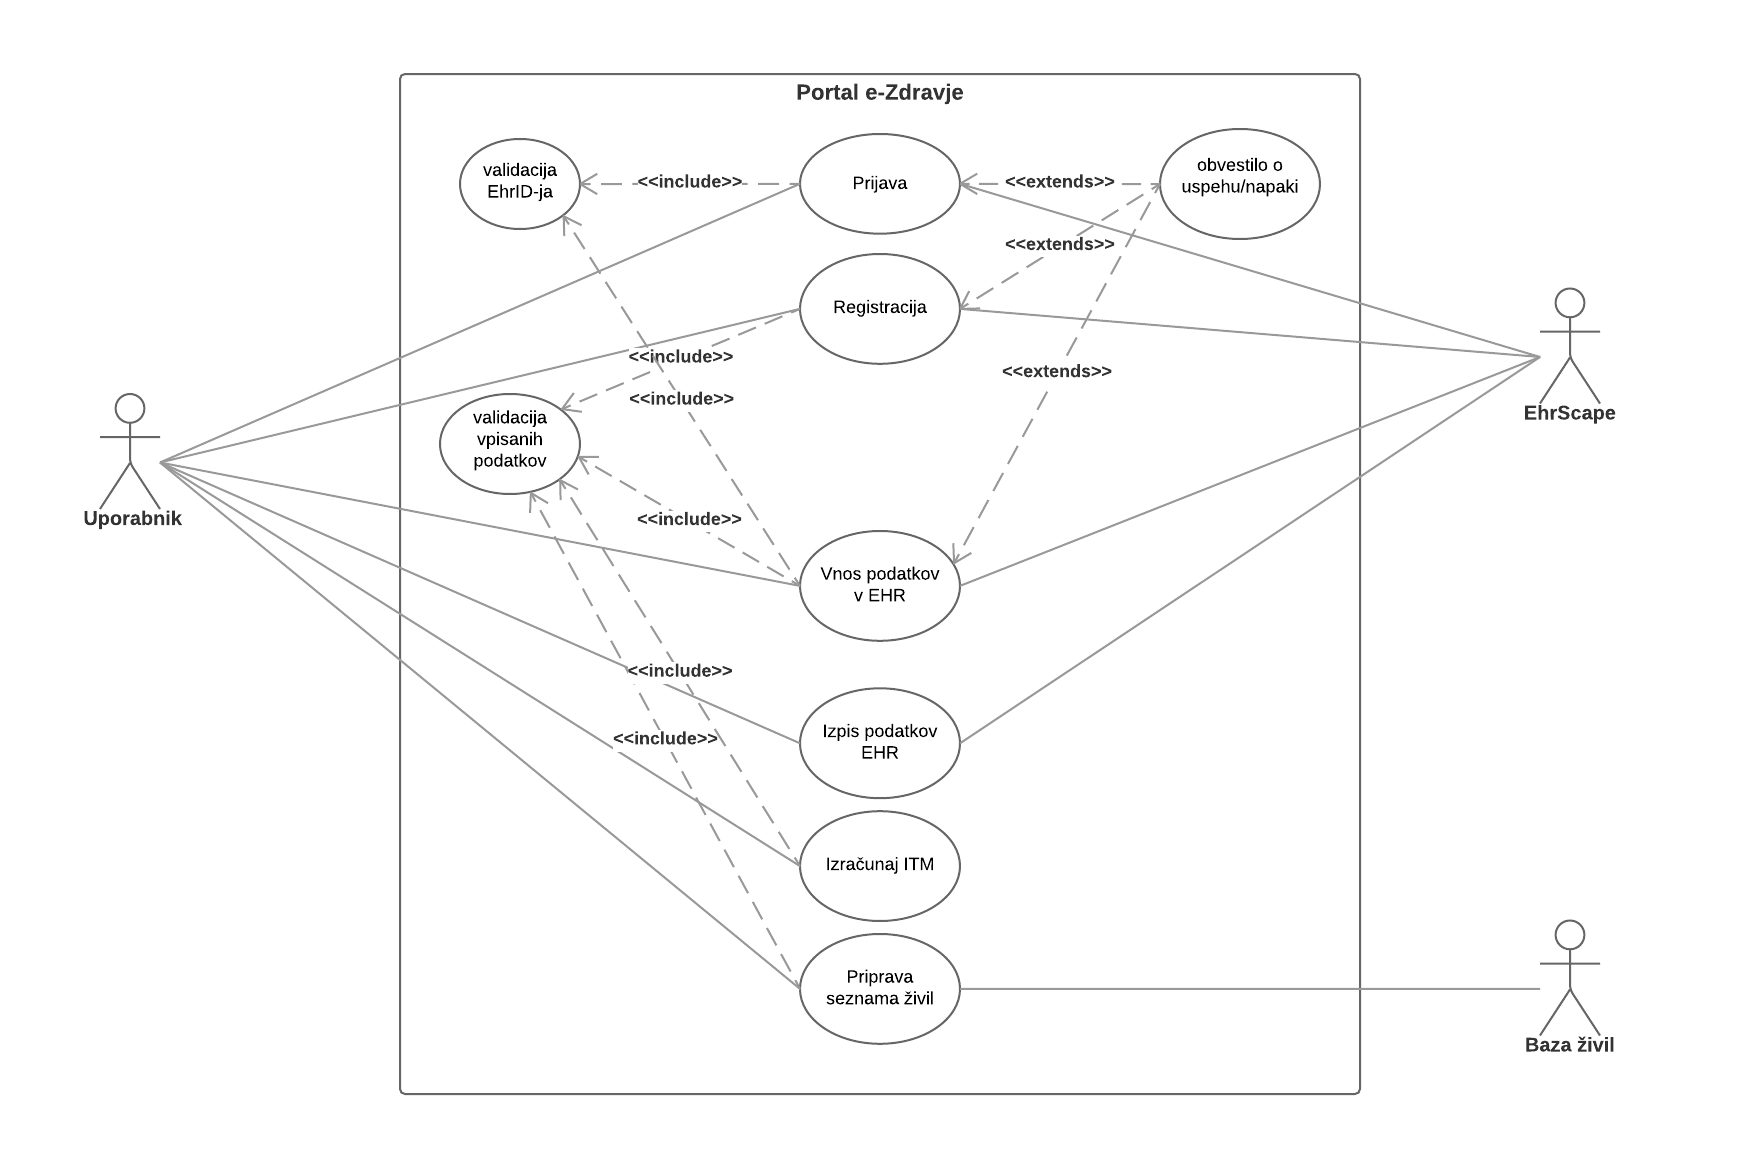 Portal e-Zdravje
validacija
EhrID-ja
<<include>>
Prijava
<<extends>>
obvestilo o
uspehu/napaki
<<extends>>
Registracija
<<include>>
<<extends>>
<<include>>
validacija
vpisanih
podatkov
EhrScape
Uporabnik
<<include>>
Vnos podatkov
v EHR
<<include>>
Izpis podatkov
EHR
<<include>>
Izračunaj ITM
Priprava
seznama živil
Baza živil